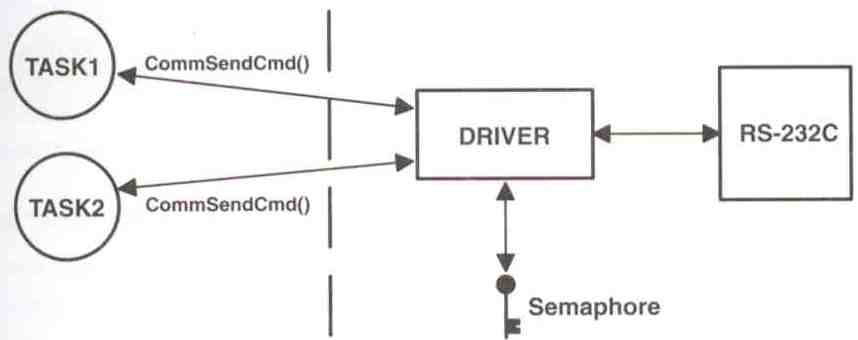 TASK1
CommSendCmd()
DRIVER
RS-232C
TASK2
CommSendCmd()
Semaphore